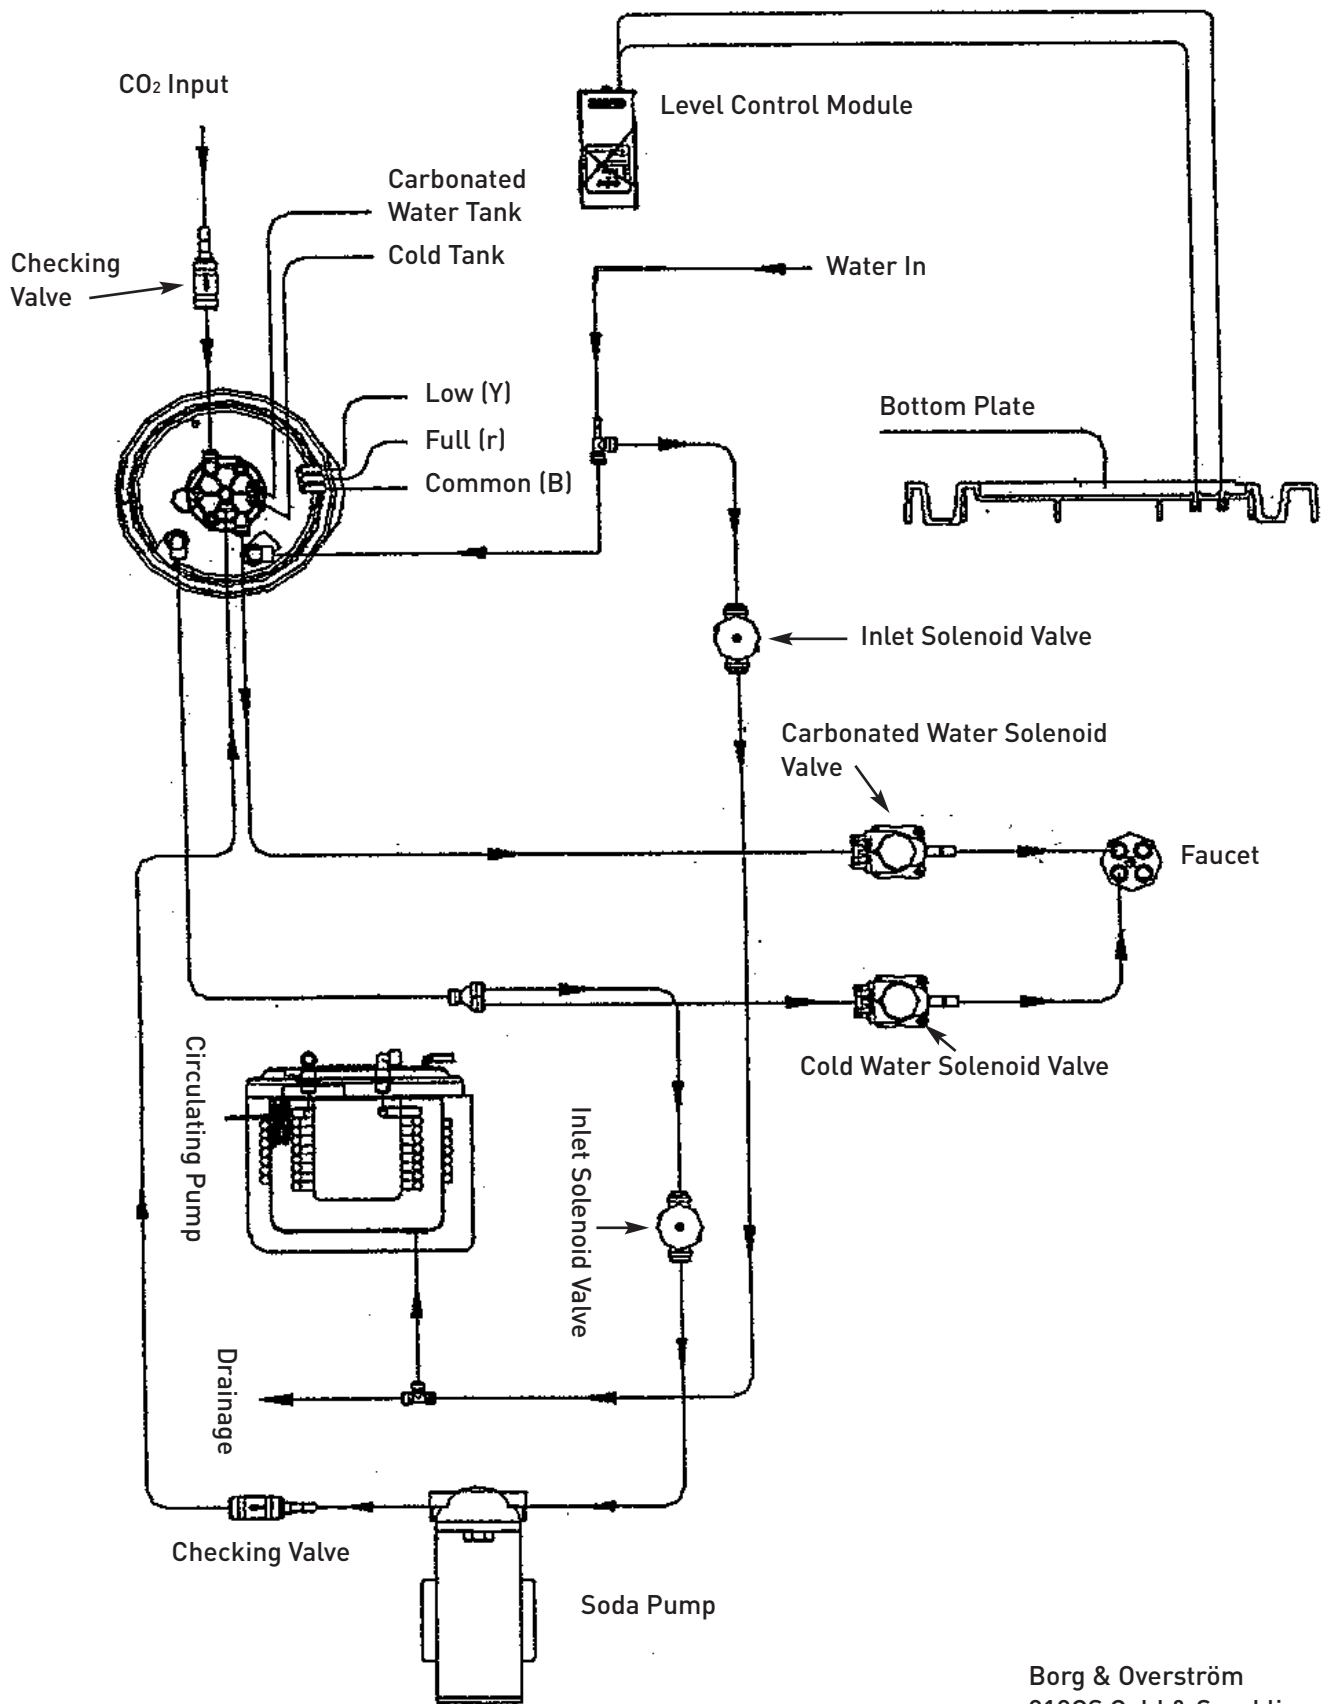 CO₂ Input
Level Control Module
Carbonated
Water Tank
Cold Tank
Checking
Valve
Water In
Low (Y)
Full (r)
Common (B)
Bottom Plate
Inlet Solenoid Valve
Carbonated Water Solenoid
Valve
Faucet
Cold Water Solenoid Valve
Circulating Pump
Inlet Solenoid Valve
Drainage
Checking Valve
Soda Pump
Borg & Overström